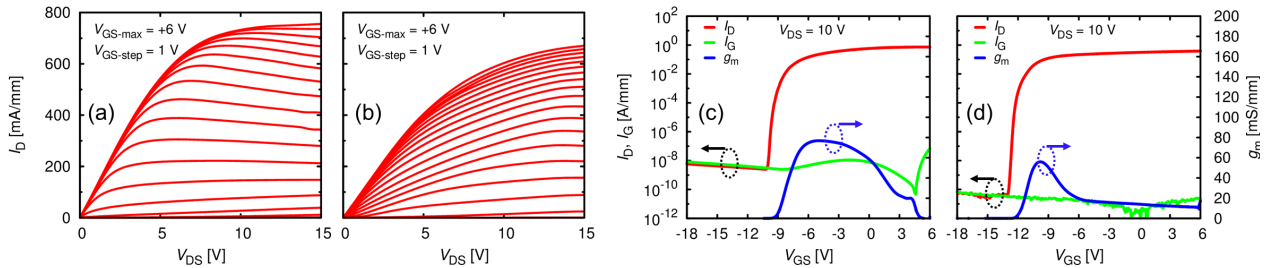 I_D [mA/mm]
800
600
400
200
0
V_GS-max = +6 V
V_GS-step = 1 V
(a)
0 5 10 15
V_DS [V]
V_GS-max = +6 V
V_GS-step = 1 V
(b)
0 5 10 15
V_DS [V]
I_D, I_G [A/mm]
10^2
10^0
10^-2
10^-4
10^-6
10^-8
10^-10
10^-12
I_D
I_G
g_m
V_DS = 10 V
(c)
-18 -15 -12 -9 -6 -3 0 3 6
V_GS [V]
I_D
I_G
g_m
V_DS = 10 V
(d)
-18 -15 -12 -9 -6 -3 0 3 6
V_GS [V]
200
180
160
140
120
100
80
60
40
20
0
g_m [mS/mm]